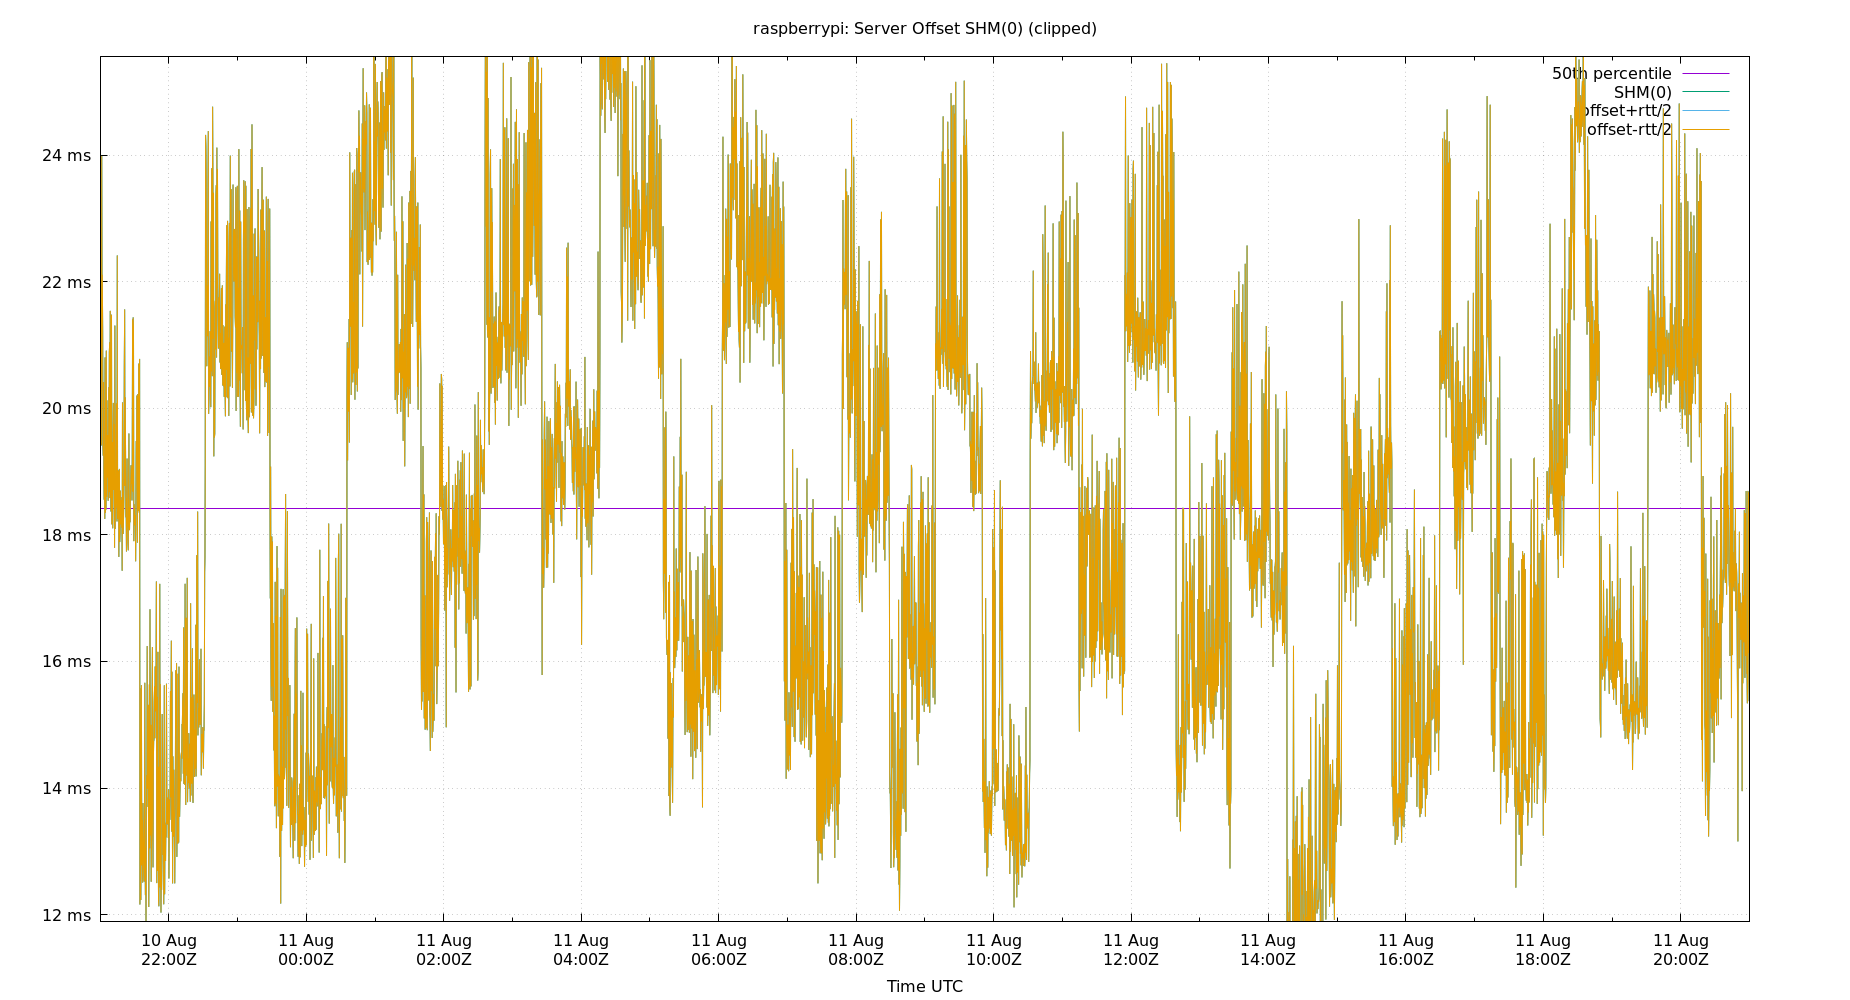 raspberrypi: Server Offset SHM(0) (clipped)
50th percentile
SHM(0)
offset+rtt/2
offset-rtt/2
24 ms
22 ms
20 ms
18 ms
16 ms
14 ms
12 ms
10 Aug 11 Aug 11 Aug 11 Aug 11 Aug 11 Aug 11 Aug 11 Aug 11 Aug 11 Aug 11 Aug 11 Aug
22:00Z 00:00Z 02:00Z 04:00Z 06:00Z 08:00Z 10:00Z 12:00Z 14:00Z 16:00Z 18:00Z 20:00Z
Time UTC